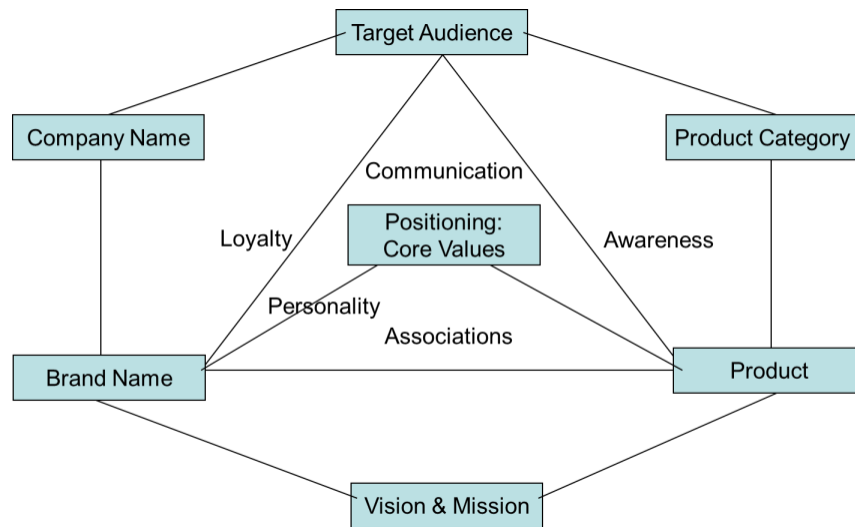 Target Audience
Company Name
Product Category
Communication
Positioning:
Core Values
Loyalty
Awareness
Personality
Associations
Brand Name
Product
Vision & Mission